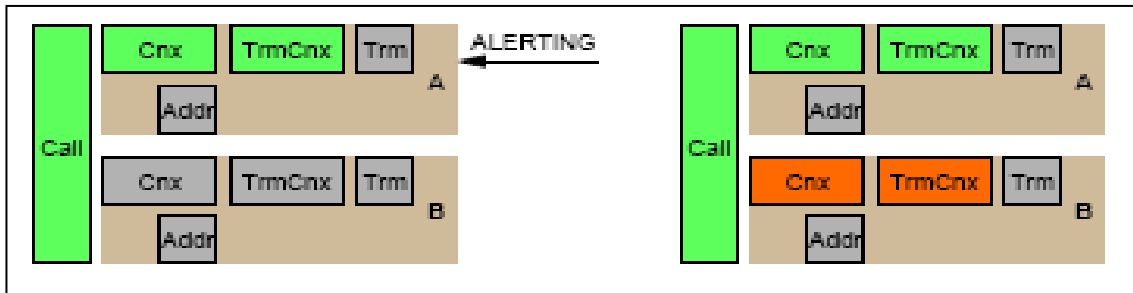 Cnx TrmCnx Trm ALERTING Cnx TrmCnx Trm
A A
Addr Addr
Call Call
Cnx TrmCnx Trm Cnx TrmCnx Trm
B B
Addr Addr